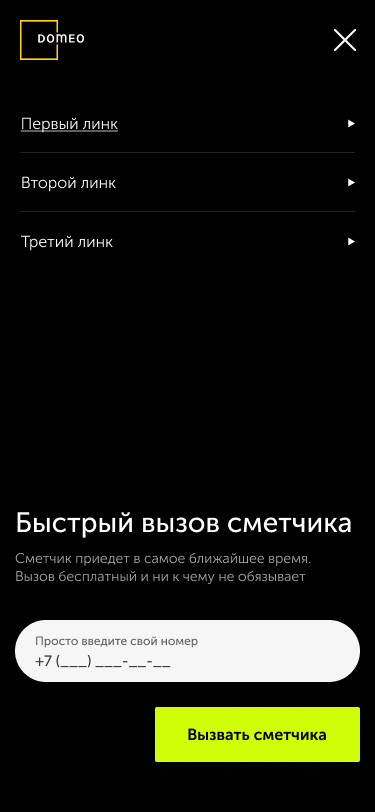 DOMEO
Первый линк
Второй линк
Третий линк
Быстрый вызов сметчика
Сметчик приедет в самое ближайшее время.
Вызов бесплатный и ни к чему не обязывает
Просто введите свой номер
+7 (___) ___-__-__
Вызвать сметчика